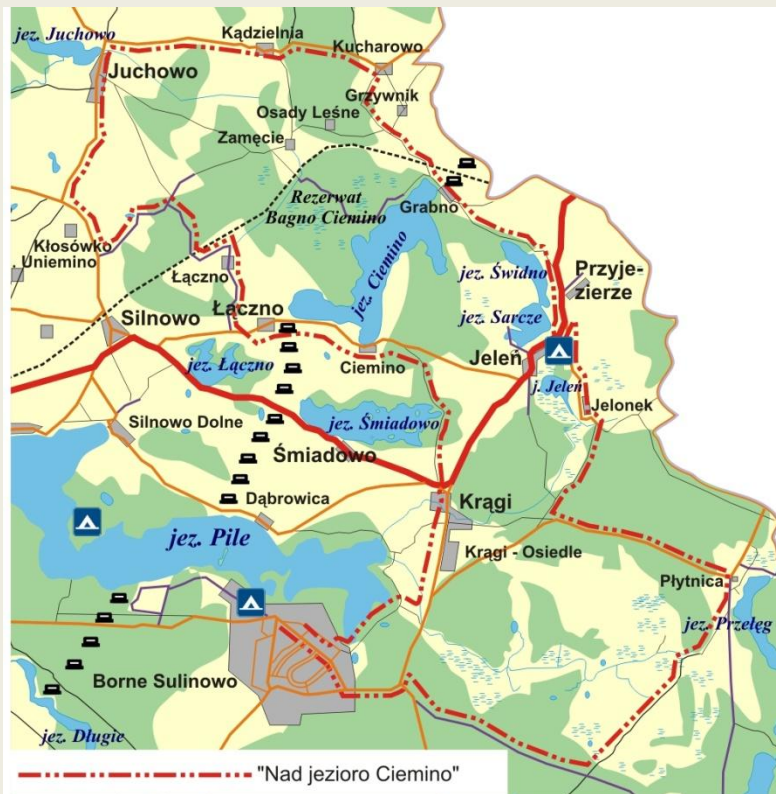 jez. Juchowo
Kądzielnia
Kucharowo
Juchowo
Grzywnik
Osady Leśne
Zamęcie
Rezerwat
Bagno Ciemino
Grabno
Kłosówko
Uniemino
Łączno
jez. Ciemino
jez. Świdno
Przyje-
zierze
Silnowo
Łączno
jez. Sarcze
Jeleń
jez. Łączno
Ciemino
j. Jeleń
Jelonek
Silnowo Dolne
jez. Śmiadowo
Śmiadowo
Dąbrowica
Krągi
jez. Pile
Krągi - Osiedle
Płytnica
jez. Przełęg
Borne Sulinowo
jez. Długie
"Nad jezioro Ciemino"